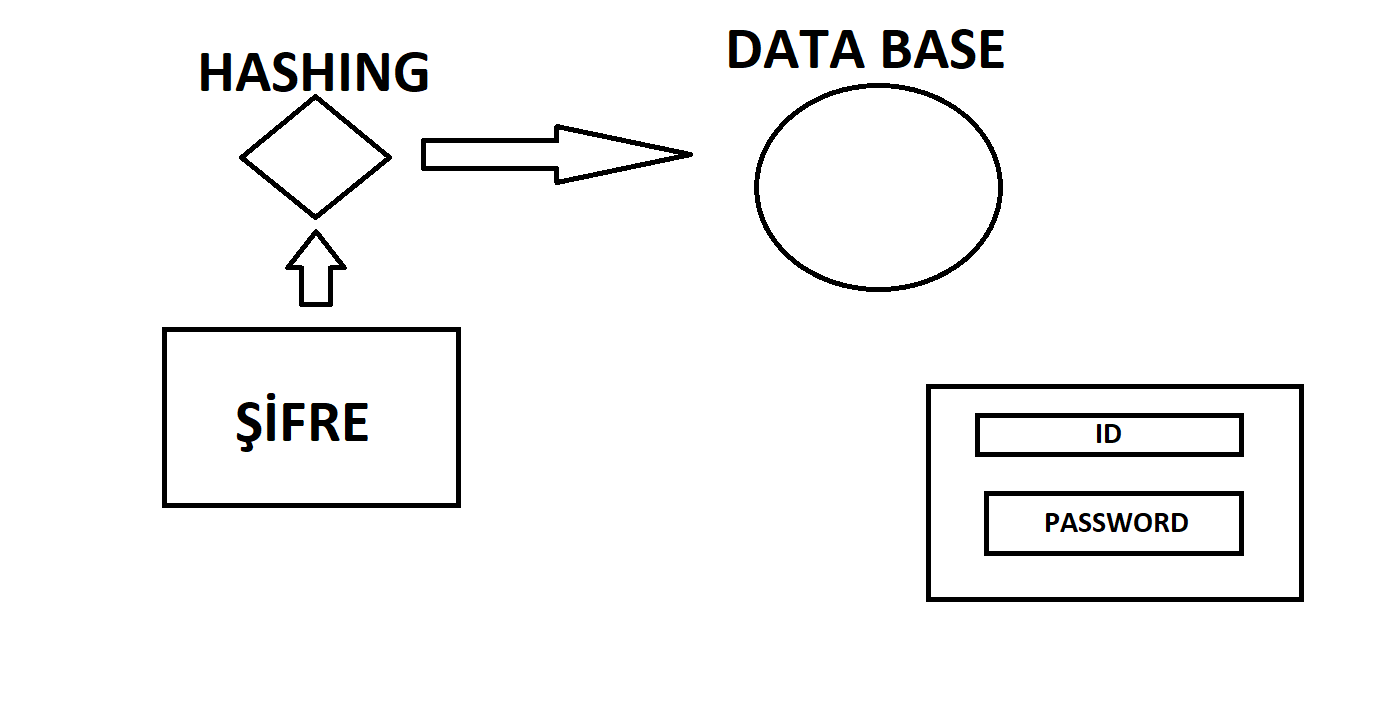 HASHING
DATA BASE
ŞİFRE
ID
PASSWORD